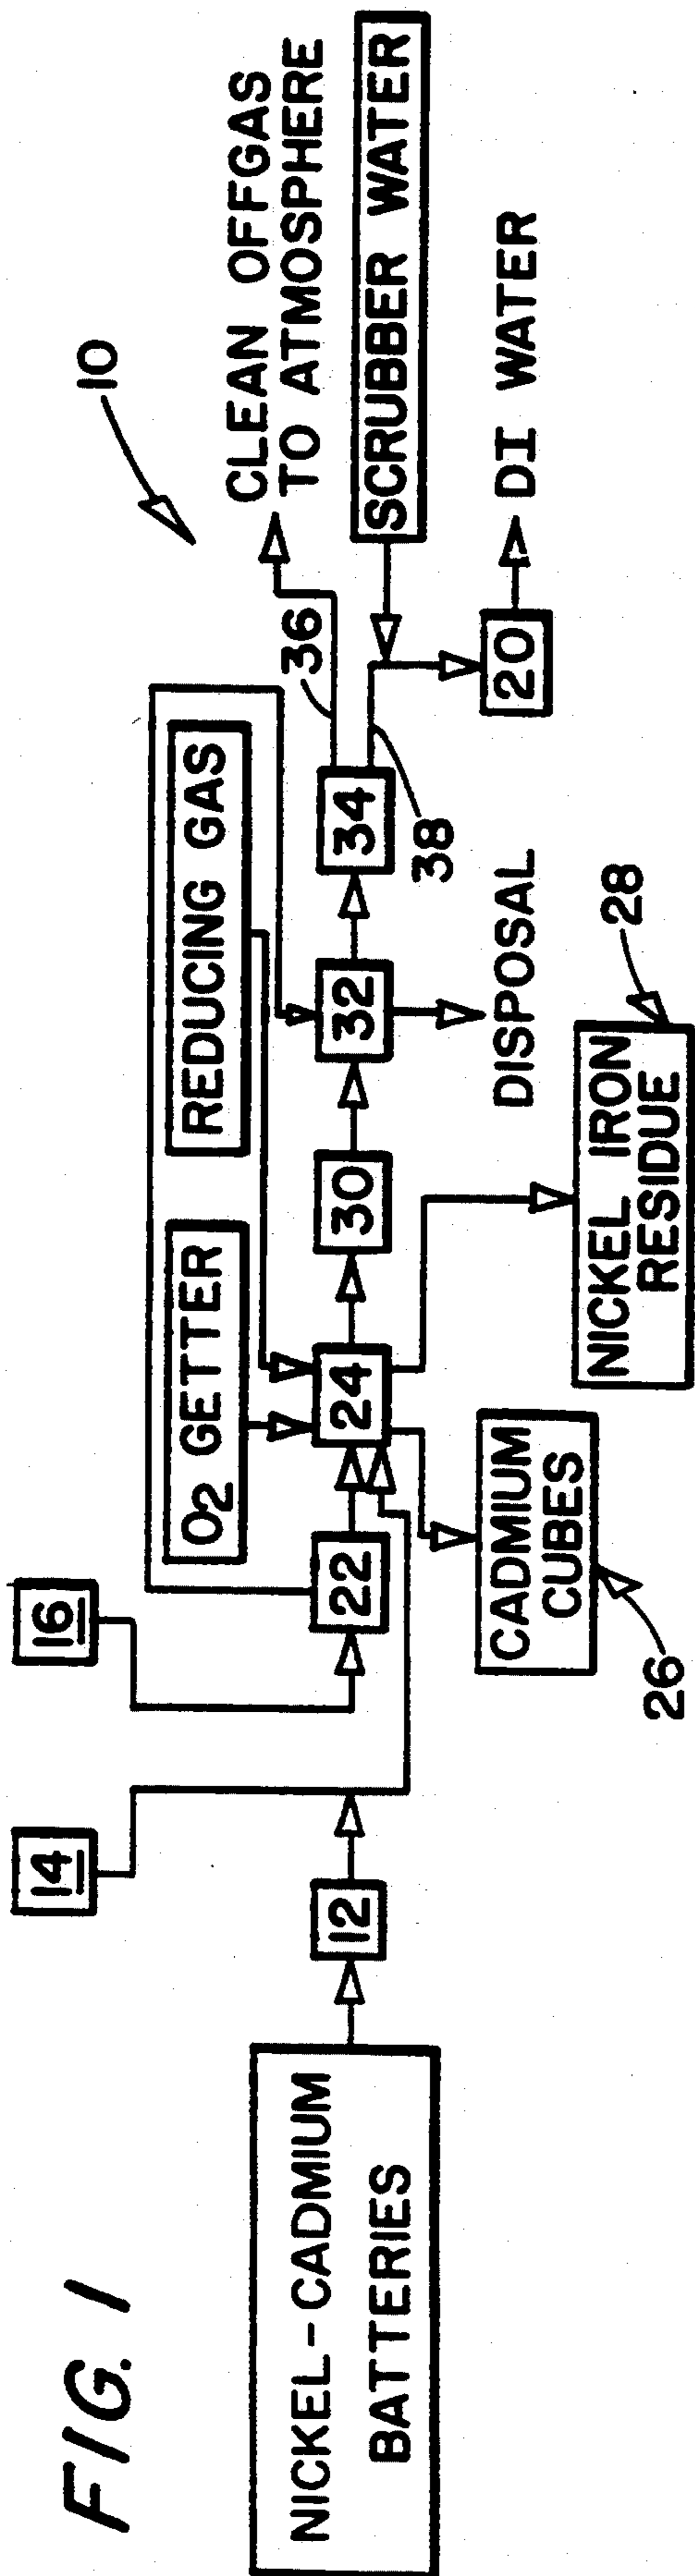 FIG. 1
NICKEL-CADMIUM
BATTERIES
12
14
16
22
O2 GETTER
REDUCING GAS
24
30
32
34
36
38
10
CLEAN OFFGAS
TO ATMOSPHERE
SCRUBBER WATER
20
DI WATER
DISPOSAL
CADMIUM
CUBES
26
NICKEL IRON
RESIDUE
28